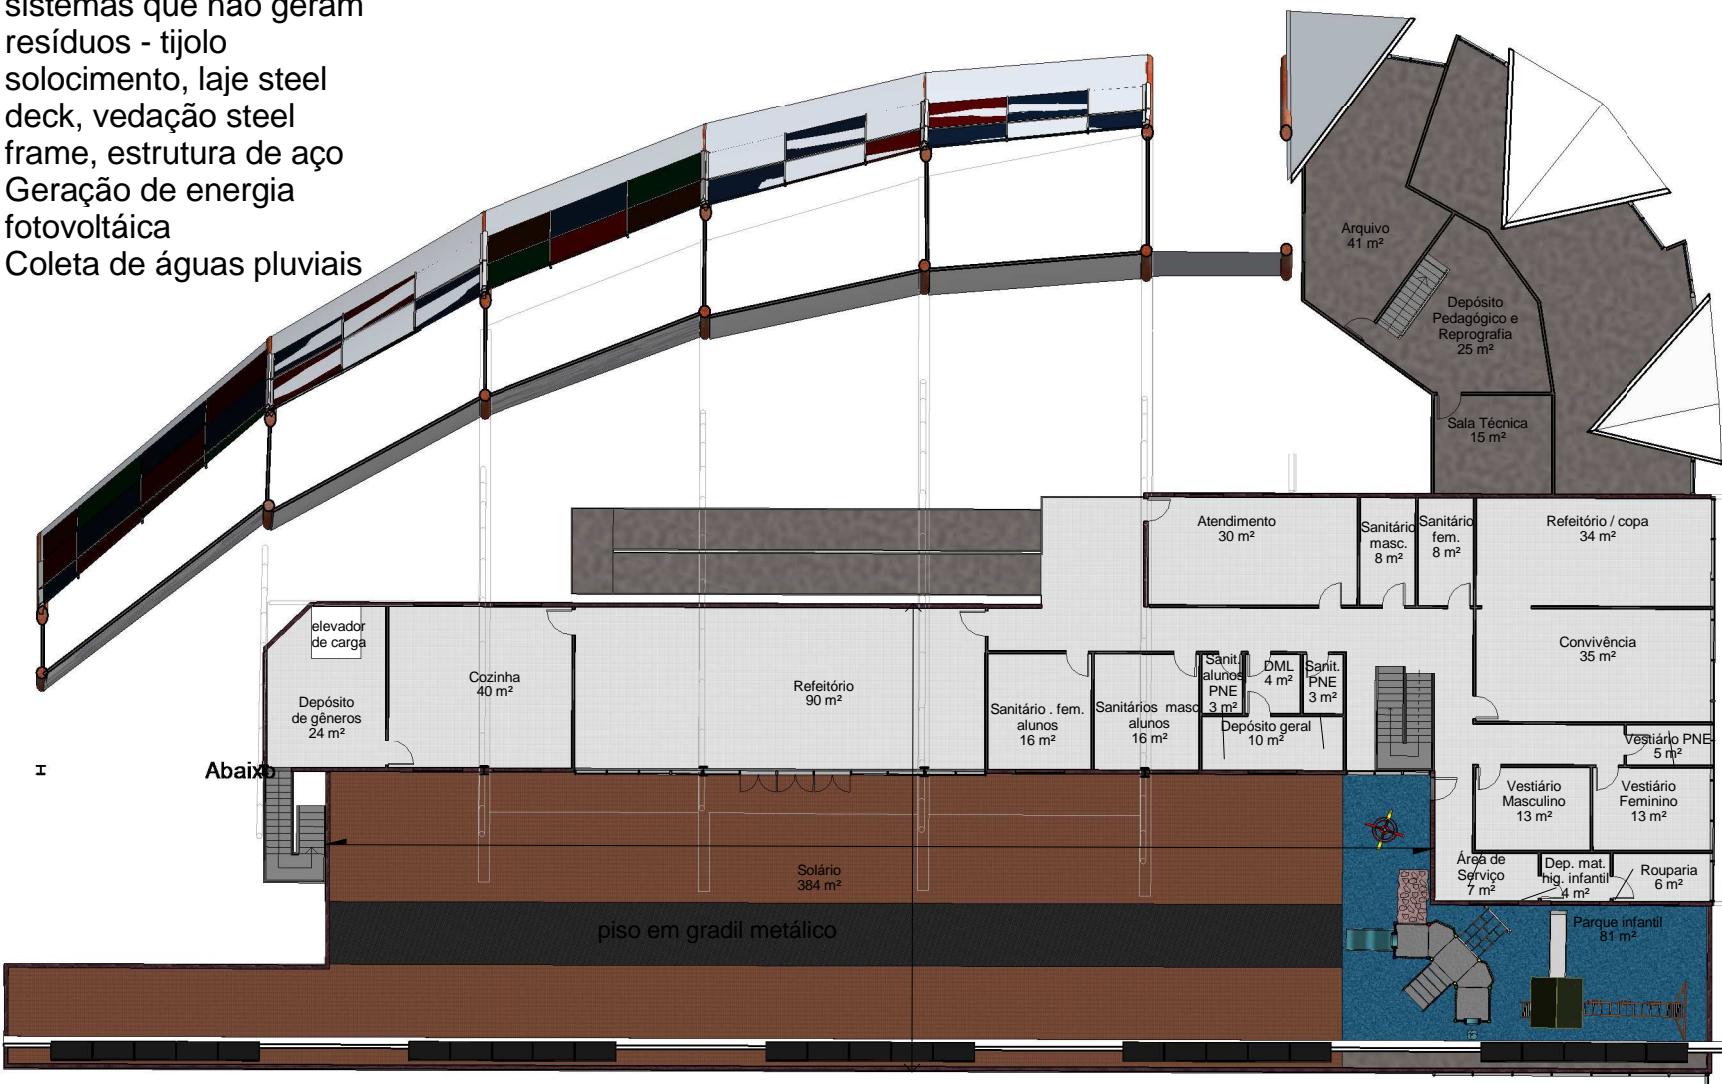 sistemas que não geram
resíduos - tijolo
solocimento, laje steel
deck, vedação steel
frame, estrutura de aço
Geração de energia
fotovoltáica
Coleta de águas pluviais
Arquivo
41 m²
Depósito
Pedagógico e
Reprografia
25 m²
Sala Técnica
15 m²
Atendimento
30 m²
Sanitário
masc.
8 m²
Sanitário
fem.
8 m²
Refeitório / copa
34 m²
elevador
de carga
Depósito
de gêneros
24 m²
Cozinha
40 m²
Refeitório
90 m²
Sanitário . fem.
alunos
16 m²
Sanitários masc
alunos
16 m²
Sanit.
alunos
PNE
3 m²
DML
4 m²
Sanit.
PNE
3 m²
Depósito geral
10 m²
Convivência
35 m²
Vestiário PNE
5 m²
Vestiário
Masculino
13 m²
Vestiário
Feminino
13 m²
Área de
Serviço
7 m²
Dep. mat.
hig. infantil
4 m²
Rouparia
6 m²
Abaixo
Solário
384 m²
piso em gradil metálico
Parque infantil
81 m²